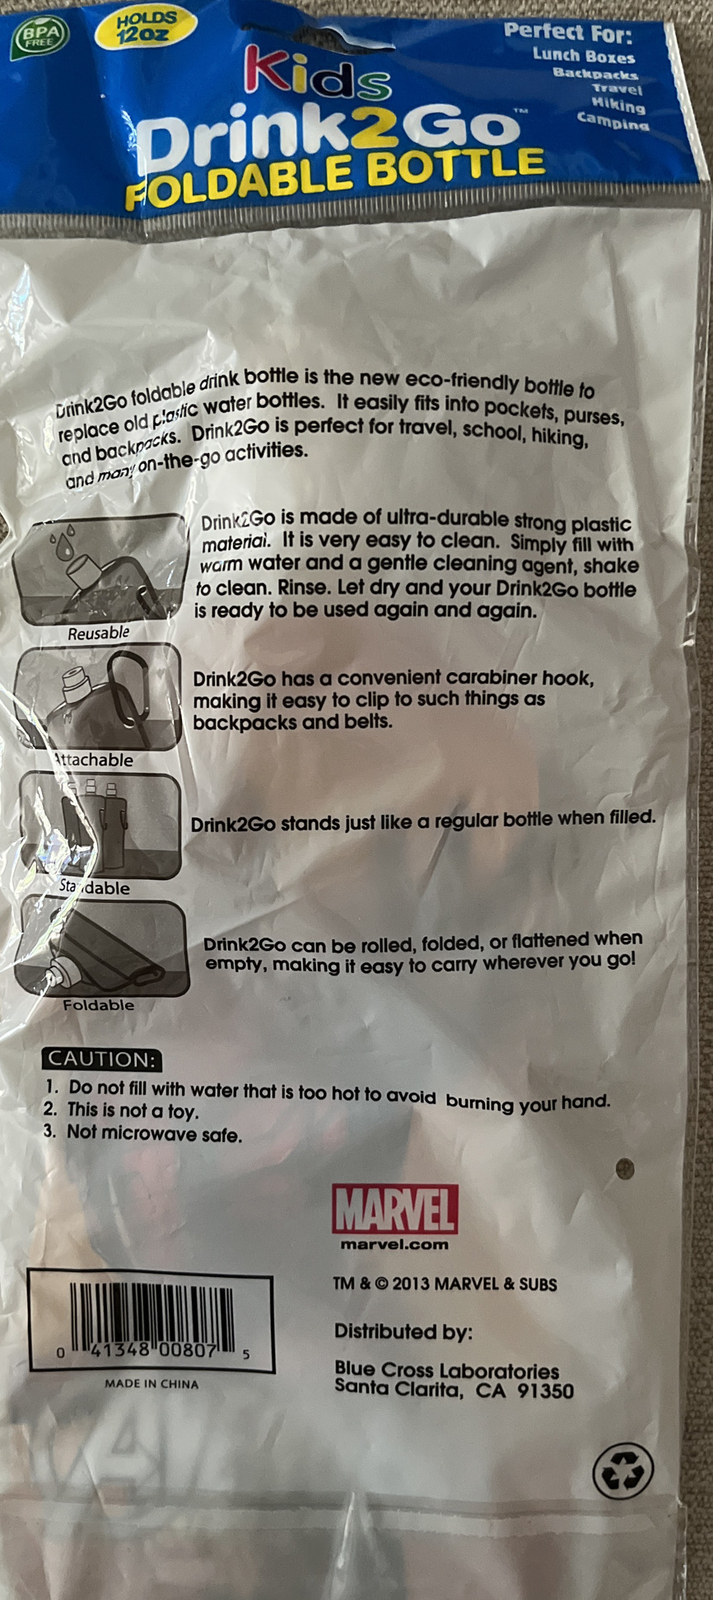 BPA
FREE
HOLDS
12OZ
Perfect For:
Lunch Boxes
Backpacks
Travel
Hiking
Camping
Kids
Drink2Go™
FOLDABLE BOTTLE
Drink2Go foldable drink bottle is the new eco-friendly bottle to
replace old plastic water bottles. It easily fits into pockets, purses,
and backpacks. Drink2Go is perfect for travel, school, hiking,
and many on-the-go activities.
Drink2Go is made of ultra-durable strong plastic
material. It is very easy to clean. Simply fill with
warm water and a gentle cleaning agent, shake
to clean. Rinse. Let dry and your Drink2Go bottle
is ready to be used again and again.
Reusable
Drink2Go has a convenient carabiner hook,
making it easy to clip to such things as
backpacks and belts.
Attachable
Drink2Go stands just like a regular bottle when filled.
Standable
Drink2Go can be rolled, folded, or flattened when
empty, making it easy to carry wherever you go!
Foldable
CAUTION:
1. Do not fill with water that is too hot to avoid burning your hand.
2. This is not a toy.
3. Not microwave safe.
MARVEL
marvel.com
TM & © 2013 MARVEL & SUBS
Distributed by:
Blue Cross Laboratories
Santa Clarita, CA 91350
0 41348 00807 5
MADE IN CHINA